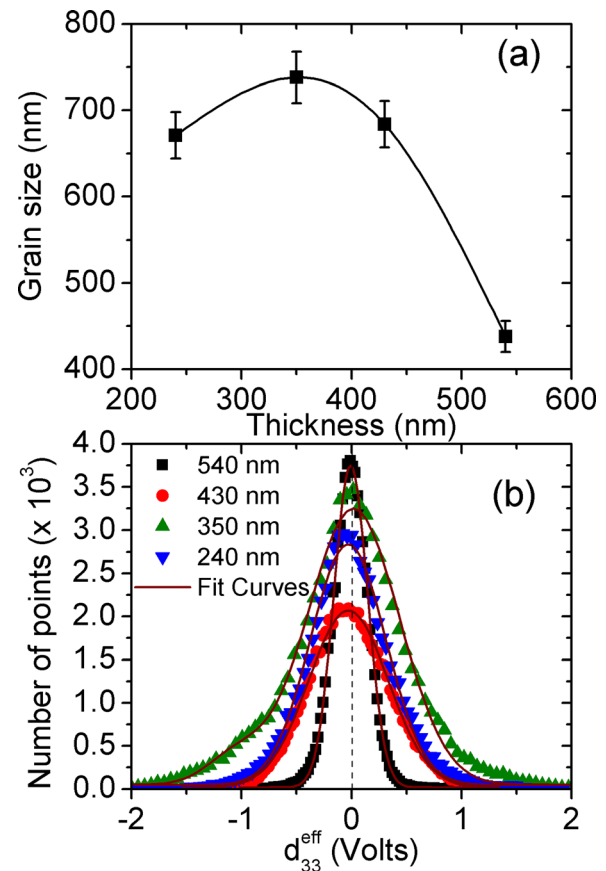 (a)
Grain size (nm)
800
700
600
500
400
200 300 400 500 600
Thickness (nm)
(b)
Number of points (x 10³)
4.0
3.5
3.0
2.5
2.0
1.5
1.0
0.5
0.0
540 nm
430 nm
350 nm
240 nm
Fit Curves
-2 -1 0 1 2
d₃₃ᵉᶠᶠ (Volts)